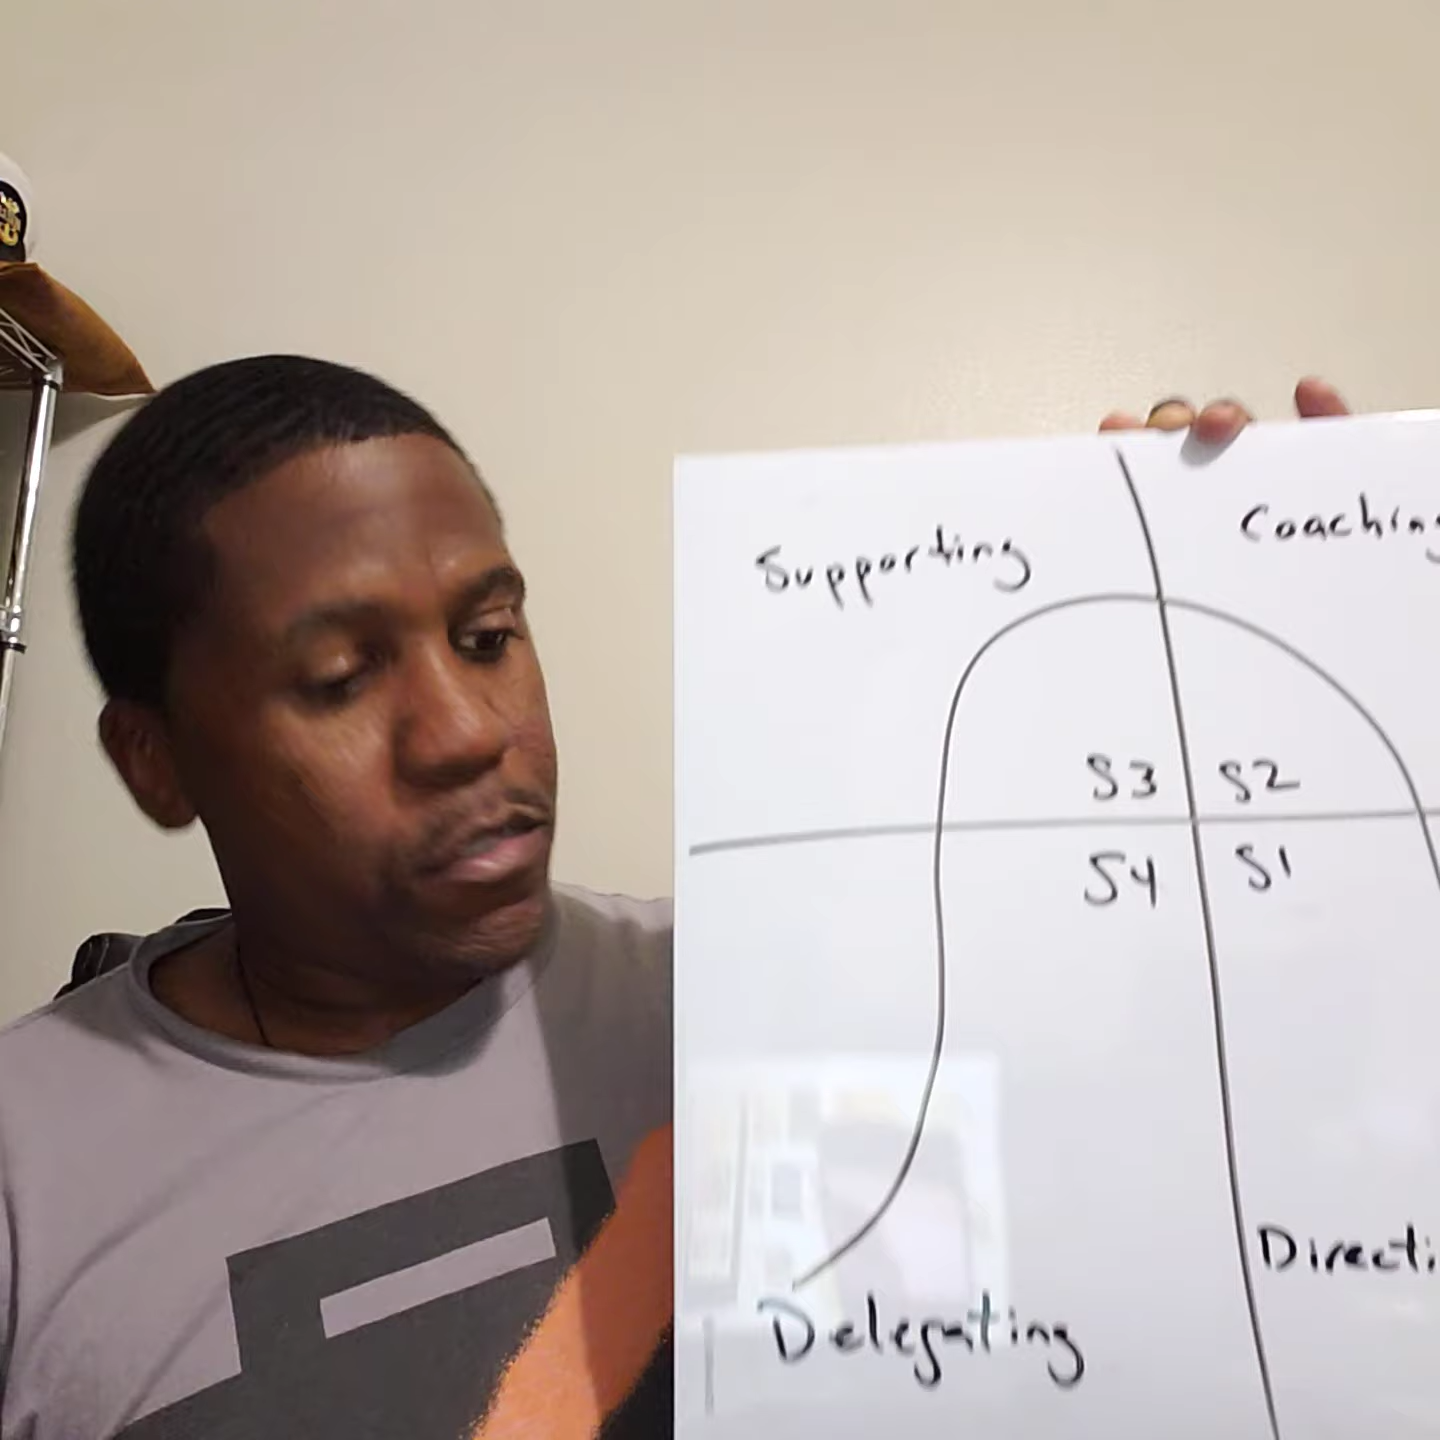 Supporting
Coaching
S3 S2
S4 S1
Directi
Delegating